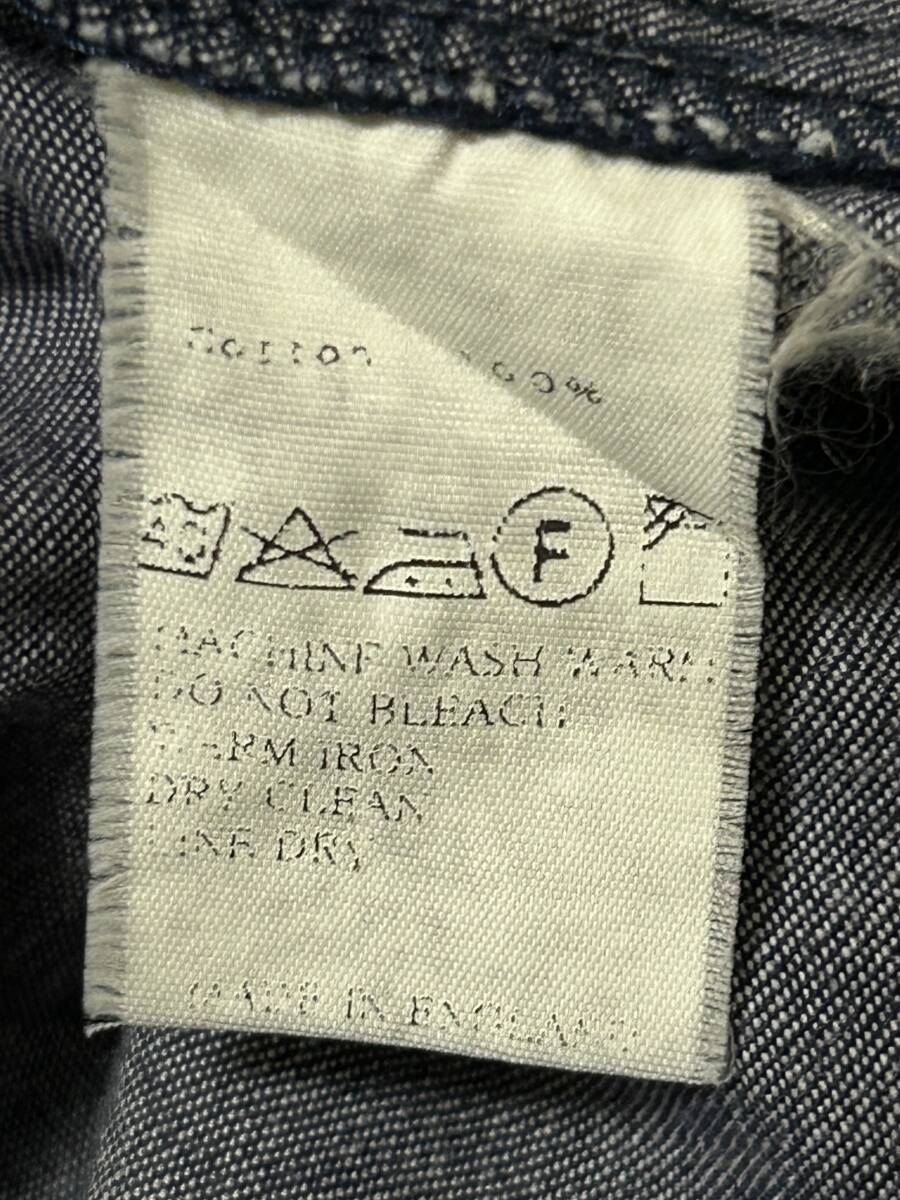 Cotton 100%
F
MACHINE WASH WARM
DO NOT BLEACH
WARM IRON
DRY CLEAN
LINE DRY
MADE IN ENGLAND